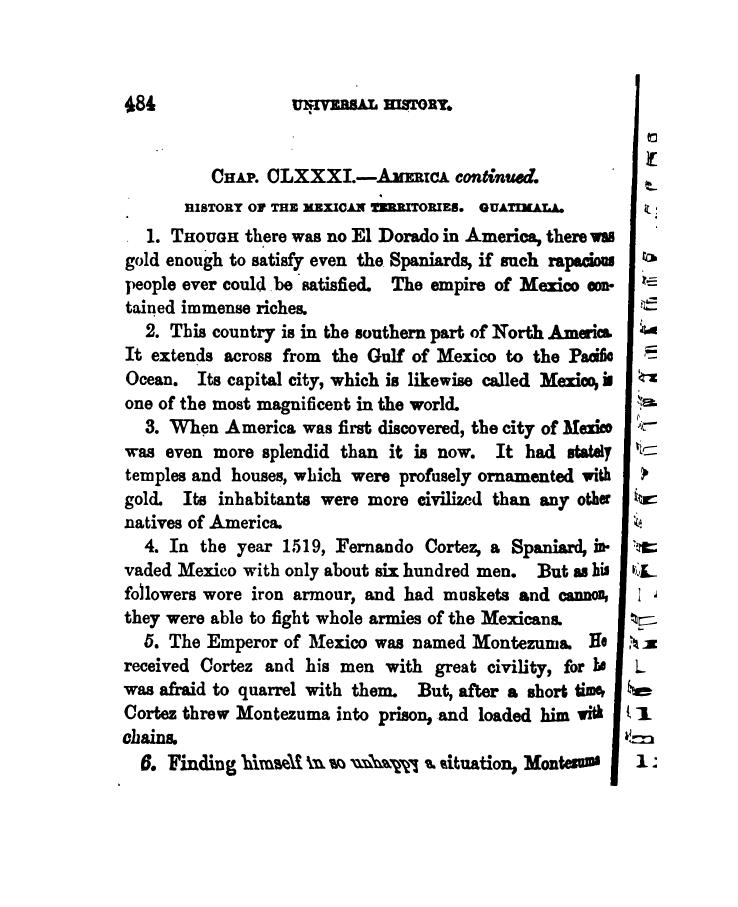 484 UNIVERSAL HISTORY.
CHAP. CLXXXI.—AMERICA continued.
HISTORY OF THE MEXICAN TERRITORIES. GUATIMALA.
1. THOUGH there was no El Dorado in America, there was
gold enough to satisfy even the Spaniards, if such rapacious
people ever could be satisfied. The empire of Mexico con-
tained immense riches.
2. This country is in the southern part of North America.
It extends across from the Gulf of Mexico to the Pacific
Ocean. Its capital city, which is likewise called Mexico, is
one of the most magnificent in the world.
3. When America was first discovered, the city of Mexico
was even more splendid than it is now. It had stately
temples and houses, which were profusely ornamented with
gold. Its inhabitants were more civilized than any other
natives of America.
4. In the year 1519, Fernando Cortez, a Spaniard, in-
vaded Mexico with only about six hundred men. But as his
followers wore iron armour, and had muskets and cannon,
they were able to fight whole armies of the Mexicans.
5. The Emperor of Mexico was named Montezuma. He
received Cortez and his men with great civility, for he
was afraid to quarrel with them. But, after a short time,
Cortez threw Montezuma into prison, and loaded him with
chains.
6. Finding himself in so unhappy a situation, Montezuma